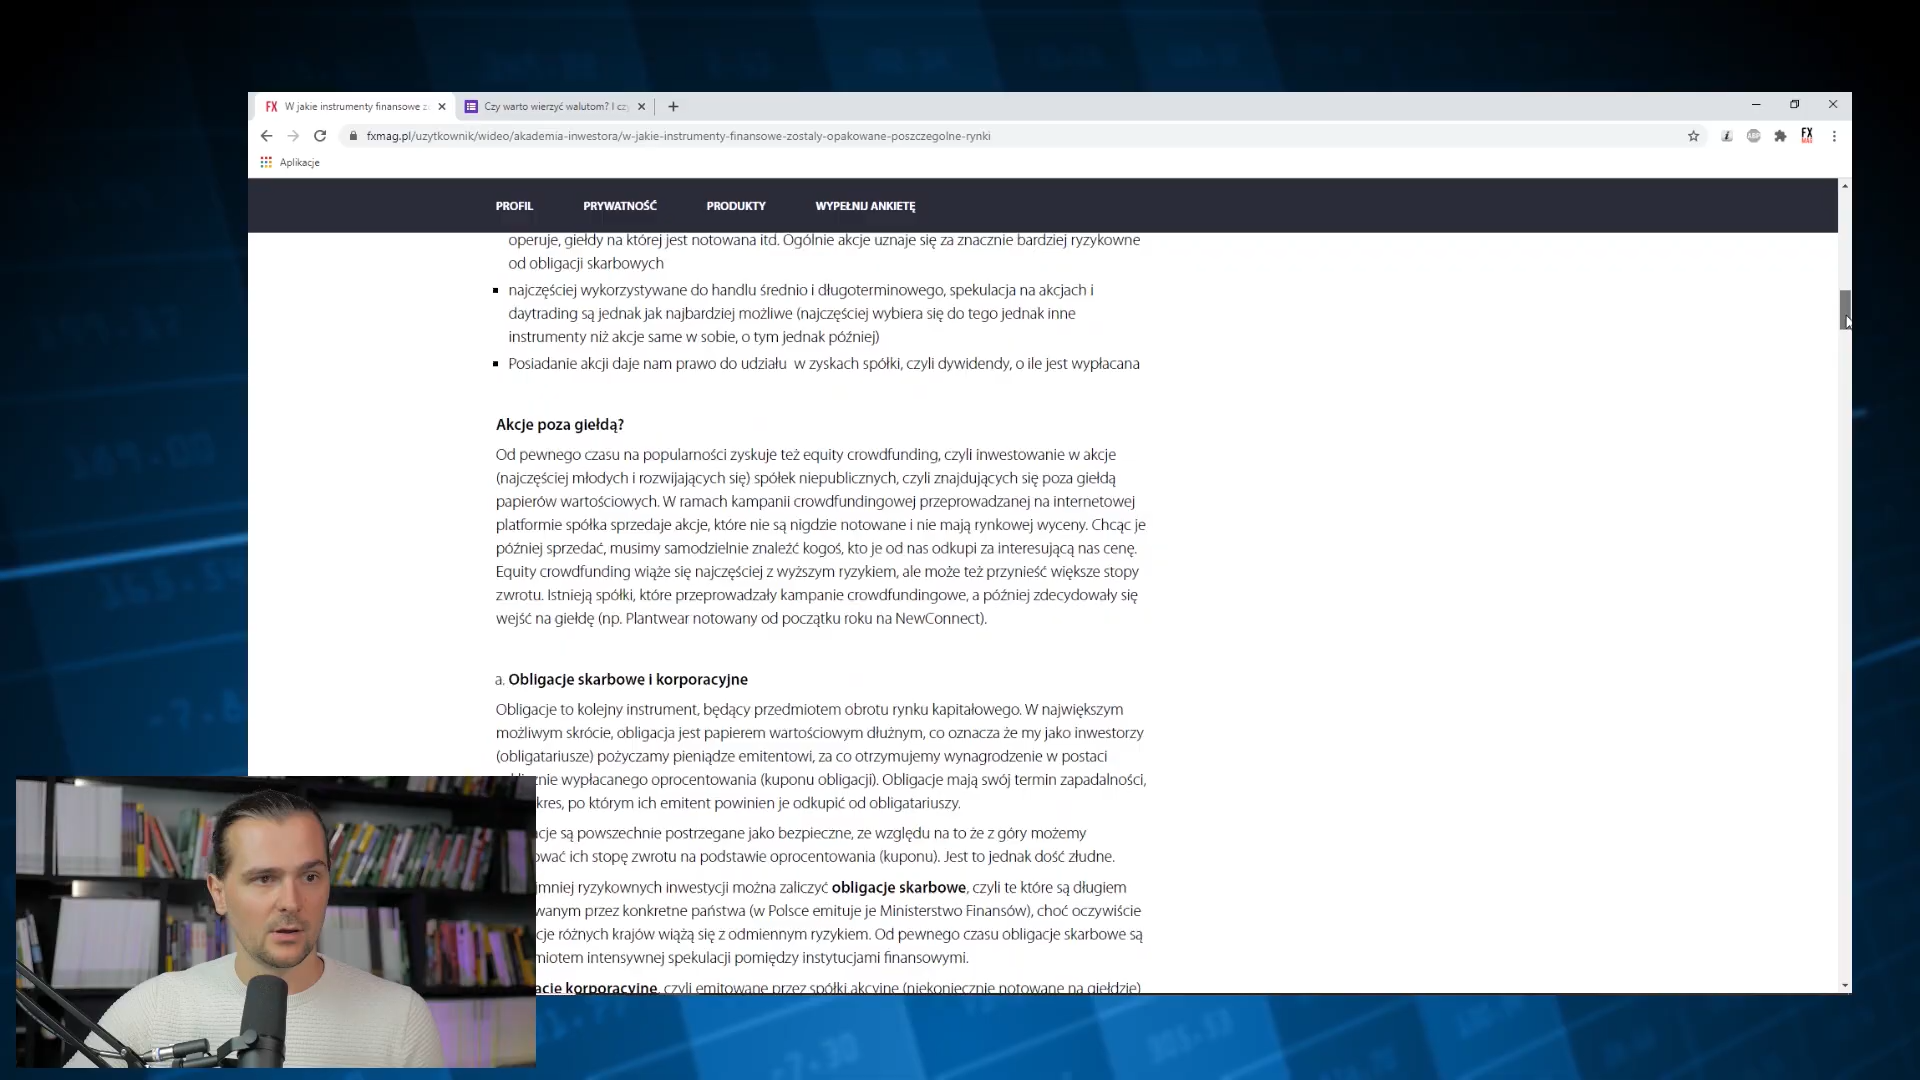 W jakie instrumenty finansowe z
Czy warto wierzyć walutom? I cz
fxmag.pl/uzytkownik/wideo/akademia-inwestora/w-jakie-instrumenty-finansowe-zostaly-opakowane-poszczegolne-rynki
Aplikacje
PROFIL PRYWATNOŚĆ PRODUKTY WYPEŁNIJ ANKIETĘ
operuje, giełdy na której jest notowana itd. Ogólnie akcje uznaje się za znacznie bardziej ryzykowne
od obligacji skarbowych
najczęściej wykorzystywane do handlu średnio i długoterminowego, spekulacja na akcjach i
daytrading są jednak jak najbardziej możliwe (najczęściej wybiera się do tego jednak inne
instrumenty niż akcje same w sobie, o tym jednak później)
Posiadanie akcji daje nam prawo do udziału w zyskach spółki, czyli dywidendy, o ile jest wypłacana
Akcje poza giełdą?
Od pewnego czasu na popularności zyskuje też equity crowdfunding, czyli inwestowanie w akcje
(najczęściej młodych i rozwijających się) spółek niepublicznych, czyli znajdujących się poza giełdą
papierów wartościowych. W ramach kampanii crowdfundingowej przeprowadzanej na internetowej
platformie spółka sprzedaje akcje, które nie są nigdzie notowane i nie mają rynkowej wyceny. Chcąc je
później sprzedać, musimy samodzielnie znaleźć kogoś, kto je od nas odkupi za interesującą nas cenę.
Equity crowdfunding wiąże się najczęściej z wyższym ryzykiem, ale może też przynieść większe stopy
zwrotu. Istnieją spółki, które przeprowadzały kampanie crowdfundingowe, a później zdecydowały się
wejść na giełdę (np. Plantwear notowany od początku roku na NewConnect).
a. Obligacje skarbowe i korporacyjne
Obligacje to kolejny instrument, będący przedmiotem obrotu rynku kapitałowego. W największym
możliwym skrócie, obligacja jest papierem wartościowym dłużnym, co oznacza że my jako inwestorzy
(obligatariusze) pożyczamy pieniądze emitentowi, za co otrzymujemy wynagrodzenie w postaci
znie wypłacanego oprocentowania (kuponu obligacji). Obligacje mają swój termin zapadalności,
kres, po którym ich emitent powinien je odkupić od obligatariuszy.
cje są powszechnie postrzegane jako bezpieczne, ze względu na to że z góry możemy
ować ich stopę zwrotu na podstawie oprocentowania (kuponu). Jest to jednak dość złudne.
mniej ryzykownych inwestycji można zaliczyć obligacje skarbowe, czyli te które są długiem
wanym przez konkretne państwa (w Polsce emituje je Ministerstwo Finansów), choć oczywiście
cje różnych krajów wiążą się z odmiennym ryzykiem. Od pewnego czasu obligacje skarbowe są
miotem intensywnej spekulacji pomiędzy instytucjami finansowymi.
acje korporacyjne, czyli emitowane przez spółki akcyjne (niekoniecznie notowane na giełdzie)